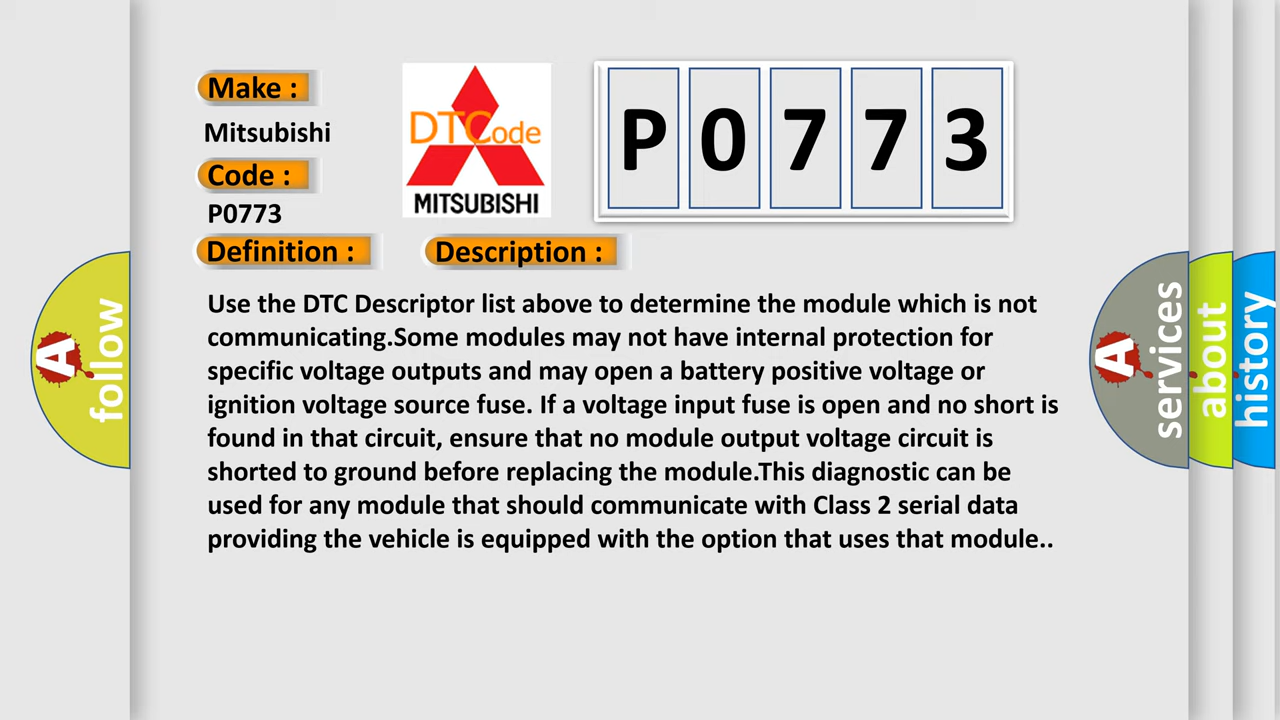 Make :
Mitsubishi
Code :
P0773
Definition :
Description :
DTCode
MITSUBISHI
P0773
Use the DTC Descriptor list above to determine the module which is not
communicatingSome modules may not have internal protection for
specific voltage outputs and may open a battery positive voltage or
ignition voltage source fuse. If a voltage input fuse is open and no short is
found in that circuit, ensure that no module output voltage circuit is
shorted to ground before replacing the module.This diagnostic can be
used for any module that should communicate with Class 2 serial data
providing the vehicle is equipped with the option that uses that module..
A
follow
A
services
about
history